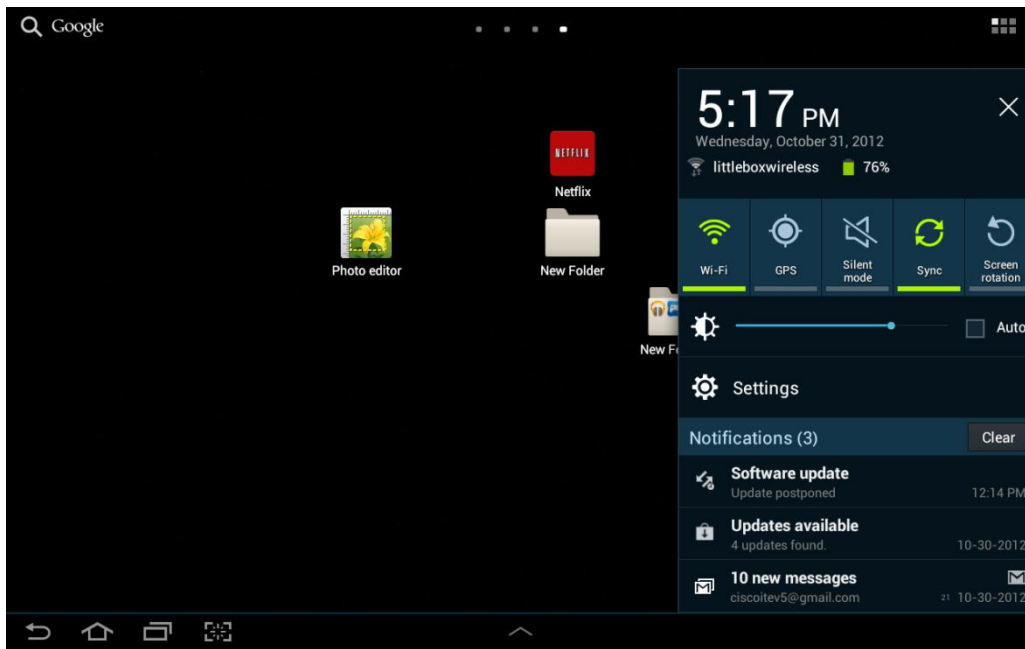 Google
5:17 PM
Wednesday, October 31, 2012
littleboxwireless 76%
NETFLIX
Netflix
Photo editor
New Folder
New Fo
Wi-Fi
GPS
Silent
mode
Sync
Screen
rotation
Auto
Settings
Notifications (3)
Clear
Software update
Update postponed 12:14 PM
Updates available
4 updates found. 10-30-2012
10 new messages
ciscoitev5@gmail.com 21 10-30-2012